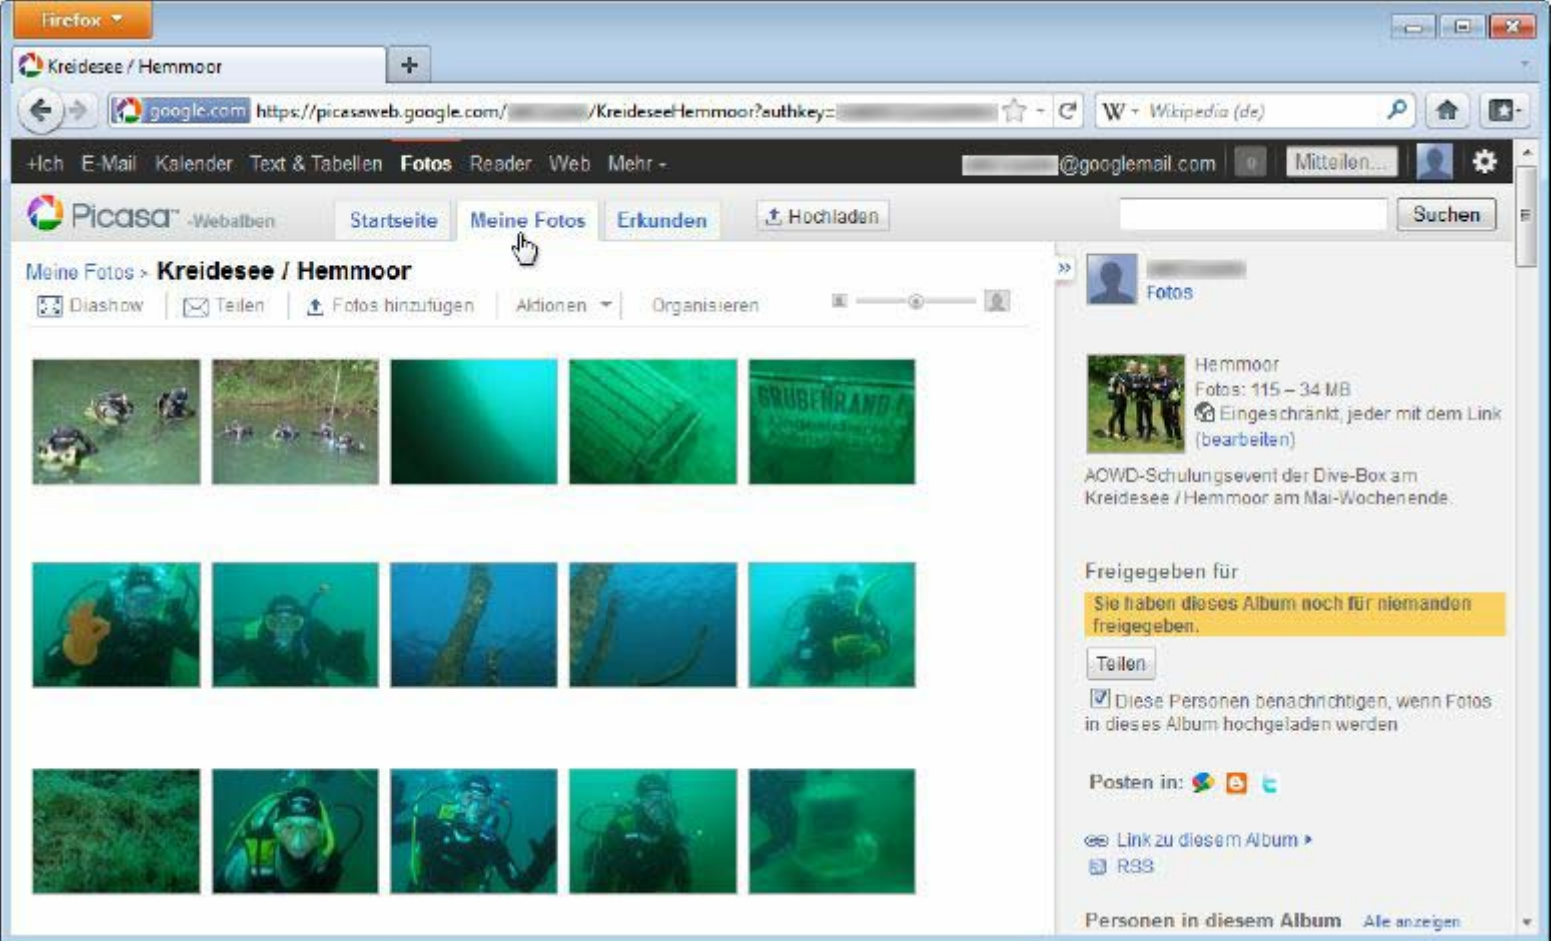 Firefox
Kreidesee / Hemmoor
google.com https://picasaweb.google.com/ /KreideseeHemmoor?authkey=
W Wikipedia (de)
+Ich E-Mail Kalender Text & Tabellen Fotos Reader Web Mehr
@googlemail.com 0 Mitteilen...
Picasa™ -Webalben
Startseite Meine Fotos Erkunden Hochladen Suchen
Meine Fotos > Kreidesee / Hemmoor
Diashow Teilen Fotos hinzufügen Aktionen Organisieren
GRUBENRAND
»
Fotos
Hemmoor
Fotos: 115 – 34 MB
Eingeschränkt, jeder mit dem Link
(bearbeiten)
AOWD-Schulungsevent der Dive-Box am
Kreidesee / Hemmoor am Mai-Wochenende.
Freigegeben für
Sie haben dieses Album noch für niemanden
freigegeben.
Teilen
Diese Personen benachrichtigen, wenn Fotos
in dieses Album hochgeladen werden
Posten in:
Link zu diesem Album
RSS
Personen in diesem Album Alle anzeigen